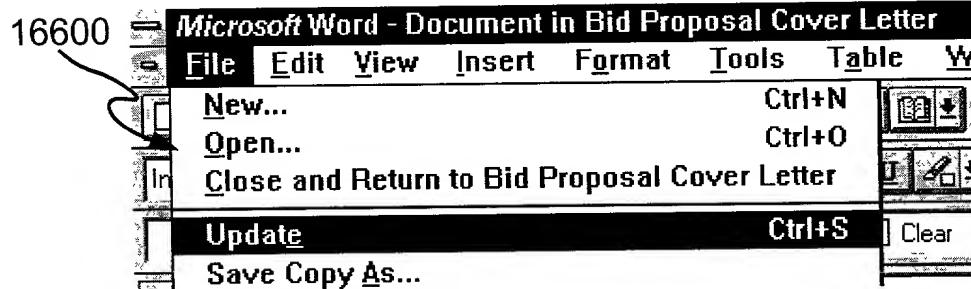 16600
Microsoft Word - Document in Bid Proposal Cover Letter
File Edit View Insert Format Tools Table W
New... Ctrl+N
Open... Ctrl+O
In
Close and Return to Bid Proposal Cover Letter U
Update Ctrl+S Clear
Save Copy As...